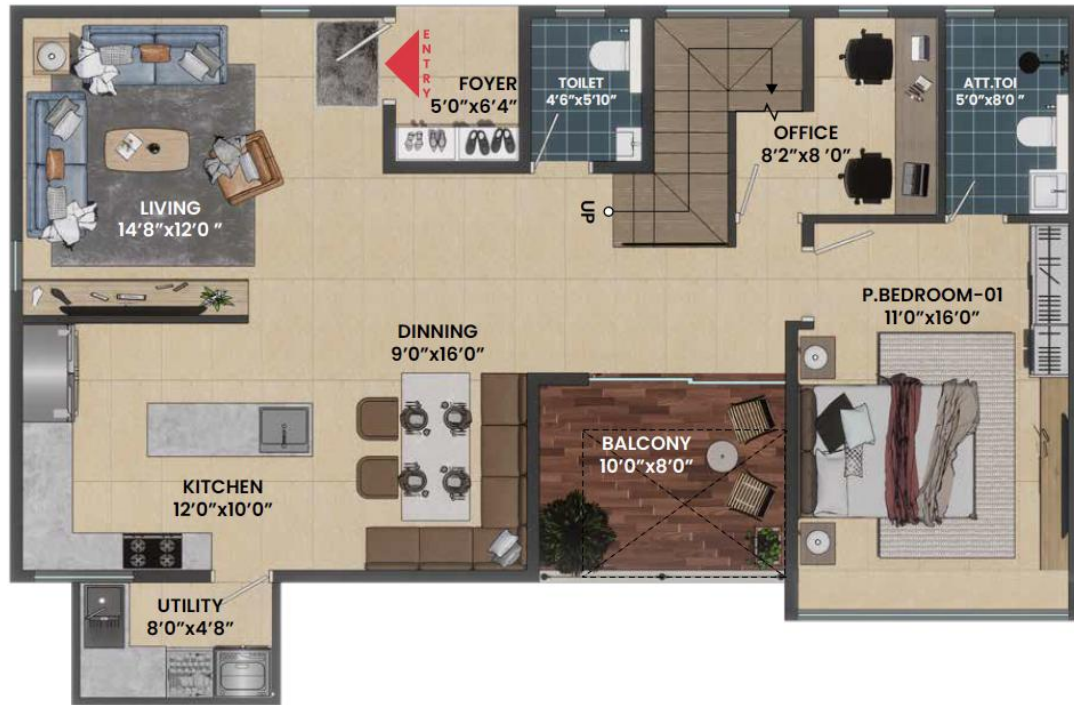 ENTRY
FOYER
5'0"x6'4"
TOILET
4'6"x5'10"
OFFICE
8'2"x8 '0"
ATT.TOI
5'0"x8'0 "
LIVING
14'8"x12'0 "
UP
P.BEDROOM-01
11'0"x16'0"
DINNING
9'0"x16'0"
BALCONY
10'0"x8'0"
KITCHEN
12'0"x10'0"
UTILITY
8'0"x4'8"